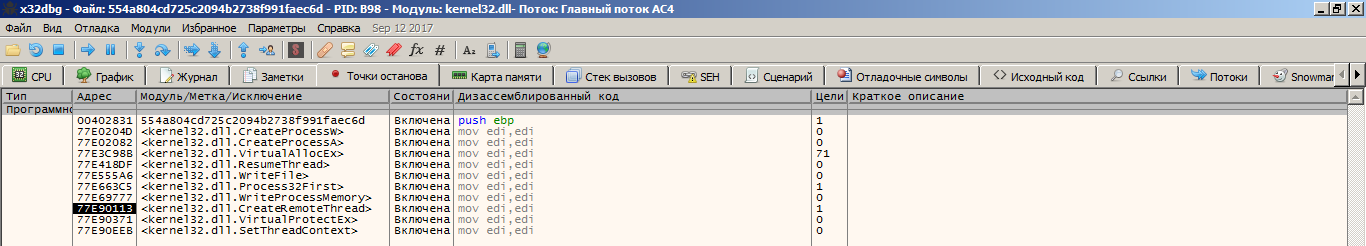 x32dbg - Файл: 554a804cd725c2094b2738f991faec6d - PID: B98 - Модуль: kernel32.dll- Поток: Главный поток AC4
Файл Вид Отладка Модули Избранное Параметры Справка Sep 12 2017
CPU График Журнал Заметки Точки останова Карта памяти Стек вызовов SEH Сценарий Отладочные символы Исходный код Ссылки Потоки Snowman
Тип Адрес Модуль/Метка/Исключение Состояни Дизассемблированный код Цели Краткое описание
Программно
00402831 554a804cd725c2094b2738f991faec6d Включена push ebp 1
77E0204D <kernel32.dll.CreateProcessW> Включена mov edi,edi 0
77E02082 <kernel32.dll.CreateProcessA> Включена mov edi,edi 0
77E3C98B <kernel32.dll.VirtualAllocEx> Включена mov edi,edi 71
77E418DF <kernel32.dll.ResumeThread> Включена mov edi,edi 0
77E555A6 <kernel32.dll.WriteFile> Включена mov edi,edi 0
77E663C5 <kernel32.dll.Process32First> Включена mov edi,edi 1
77E69777 <kernel32.dll.WriteProcessMemory> Включена mov edi,edi 0
77E90113 <kernel32.dll.CreateRemoteThread> Включена mov edi,edi 1
77E90371 <kernel32.dll.VirtualProtectEx> Включена mov edi,edi 0
77E90EEB <kernel32.dll.SetThreadContext> Включена mov edi,edi 0